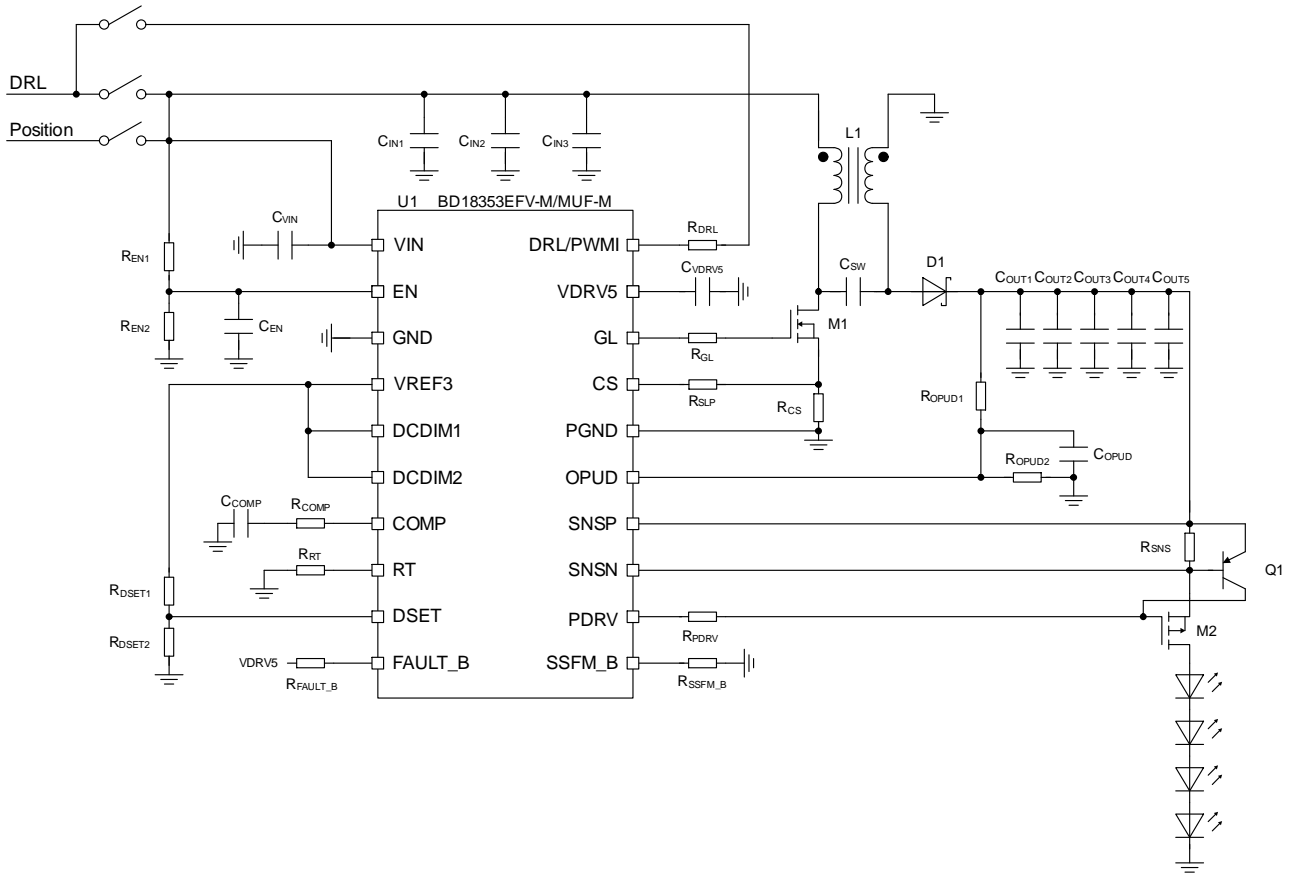 DRL
Position
CIN1
CIN2
CIN3
L1
U1 BD18353EFV-M/MUF-M
CVIN
VIN
DRL/PWMI
RDRL
REN1
EN
VDRV5
CVDRV5
CSW
D1
COUT1 COUT2 COUT3 COUT4 COUT5
REN2
CEN
GND
GL
RGL
M1
VREF3
CS
RSLP
RCS
ROPUD1
DCDIM1
PGND
DCDIM2
OPUD
ROPUD2
COPUD
CCOMP
RCOMP
COMP
SNSP
RSNS
RRT
RT
SNSN
Q1
RDSET1
DSET
PDRV
RPDRV
M2
RDSET2
VDRV5
RFAULT_B
FAULT_B
SSFM_B
RSSFM_B